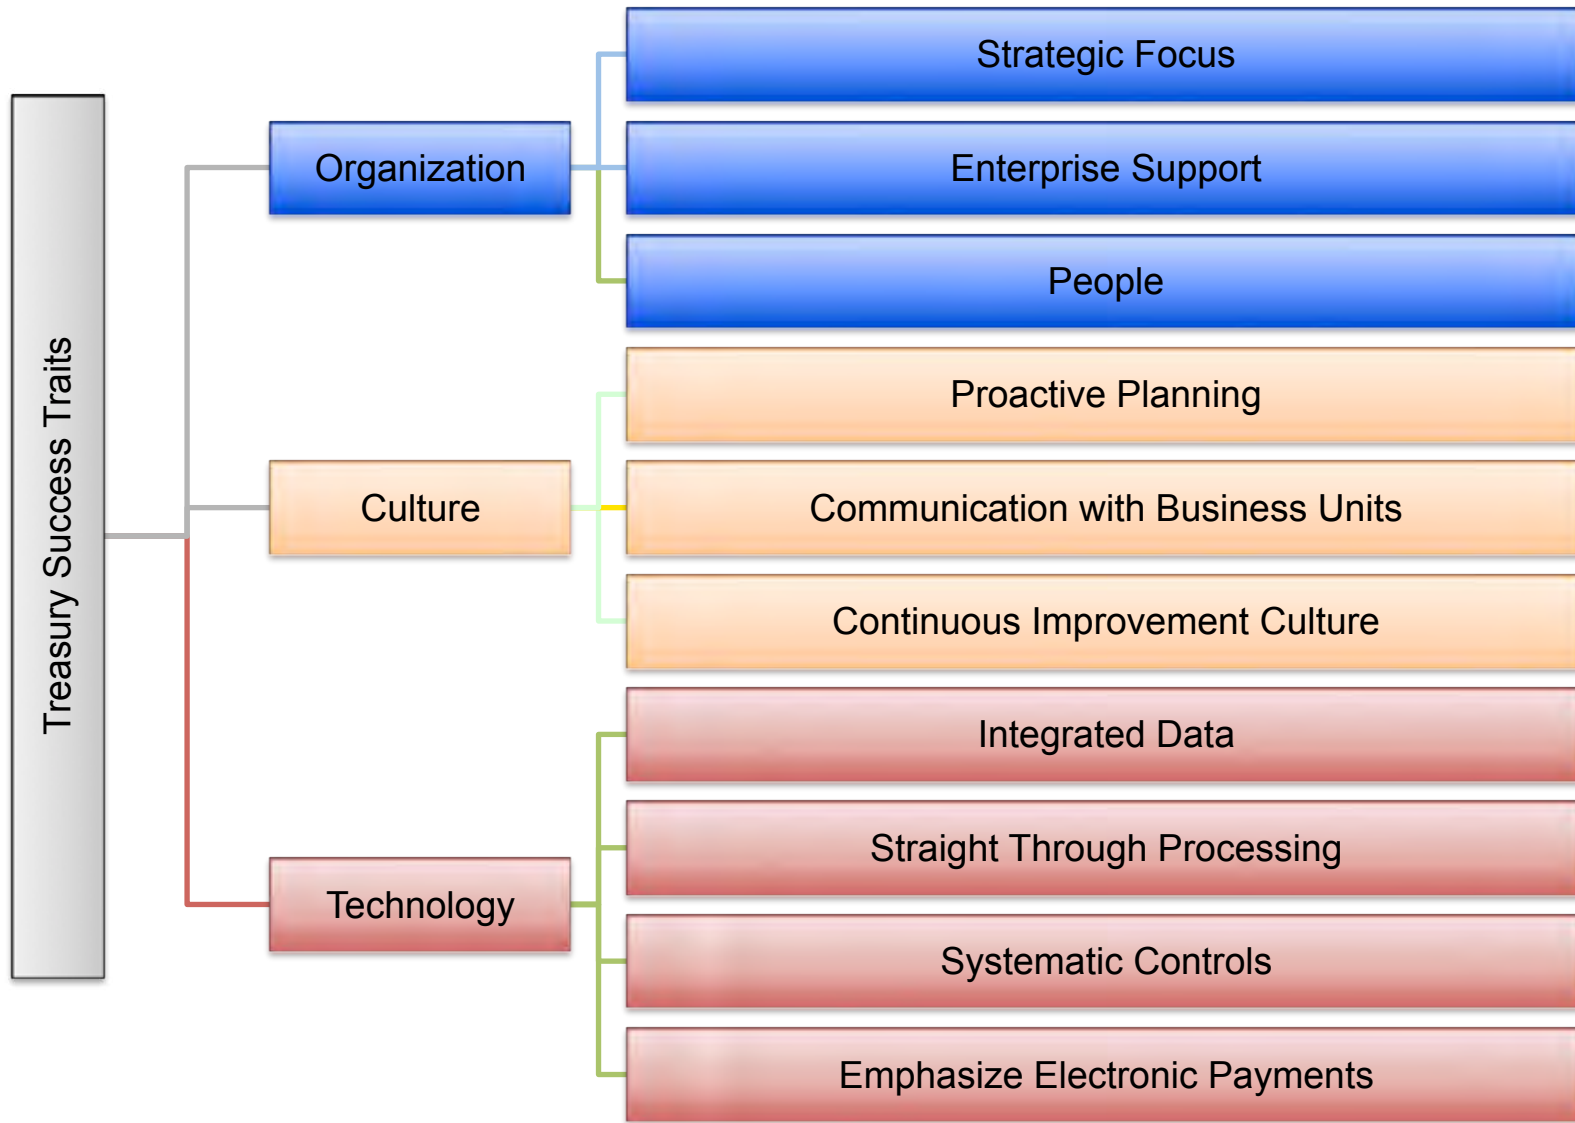 Treasury Success Traits
Organization
Strategic Focus
Enterprise Support
People
Culture
Proactive Planning
Communication with Business Units
Continuous Improvement Culture
Technology
Integrated Data
Straight Through Processing
Systematic Controls
Emphasize Electronic Payments